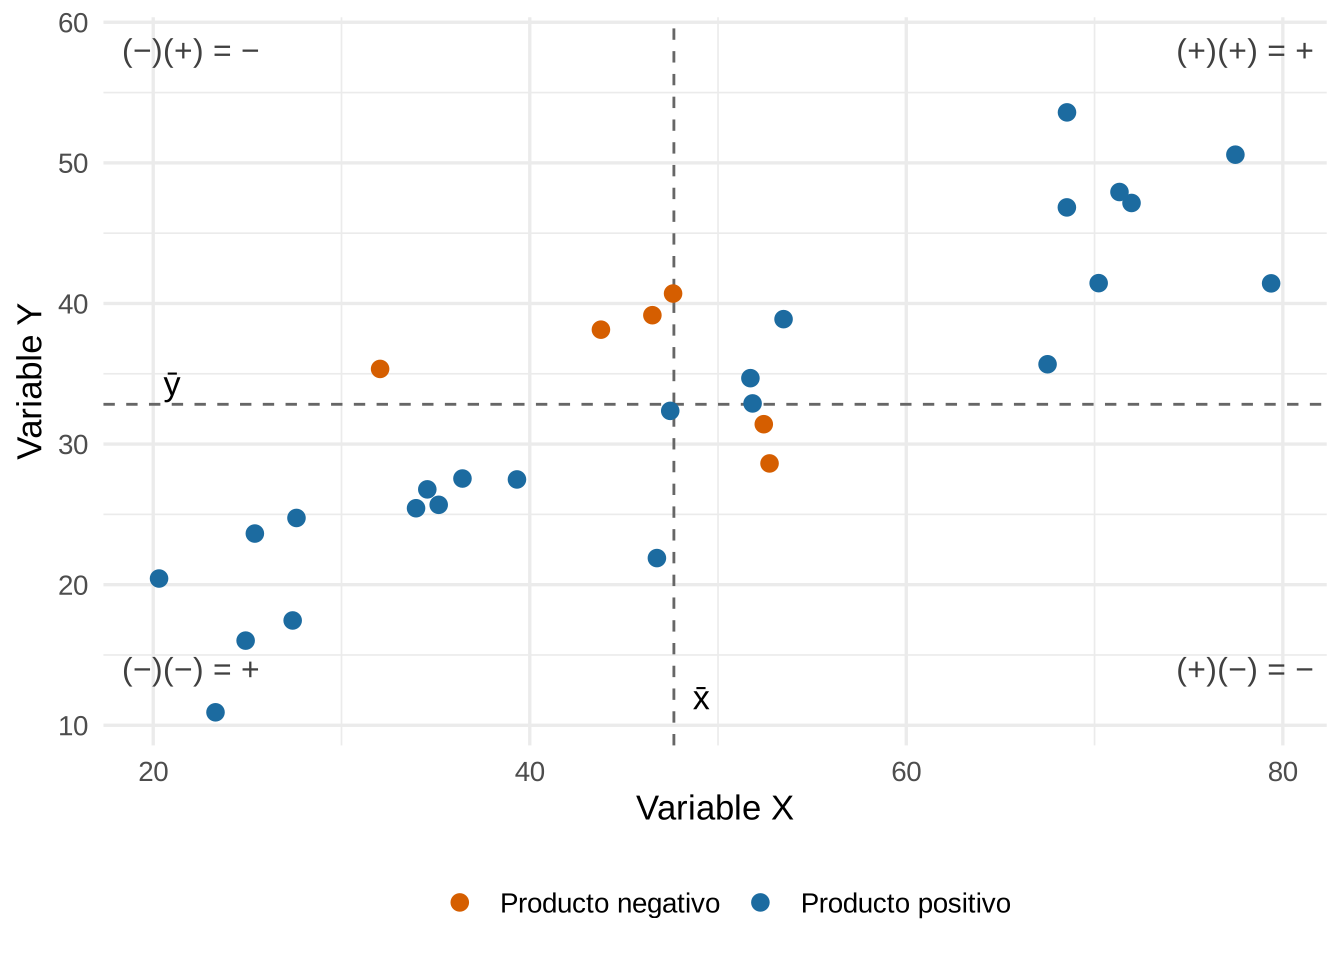 60
(−)(+) = −
(+)(+) = +
50
40
Variable Y
ȳ
30
20
(−)(−) = +
(+)(−) = −
x̄
10
20
40
60
80
Variable X
Producto negativo
Producto positivo